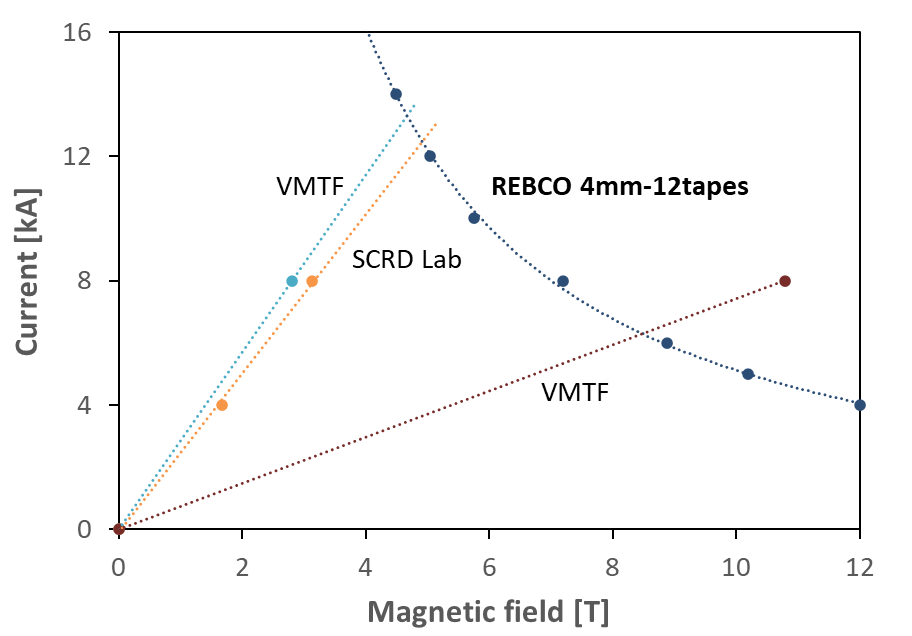 16
12
8
4
0
Current [kA]
VMTF
REBCO 4mm-12tapes
SCRD Lab
VMTF
0 2 4 6 8 10 12
Magnetic field [T]